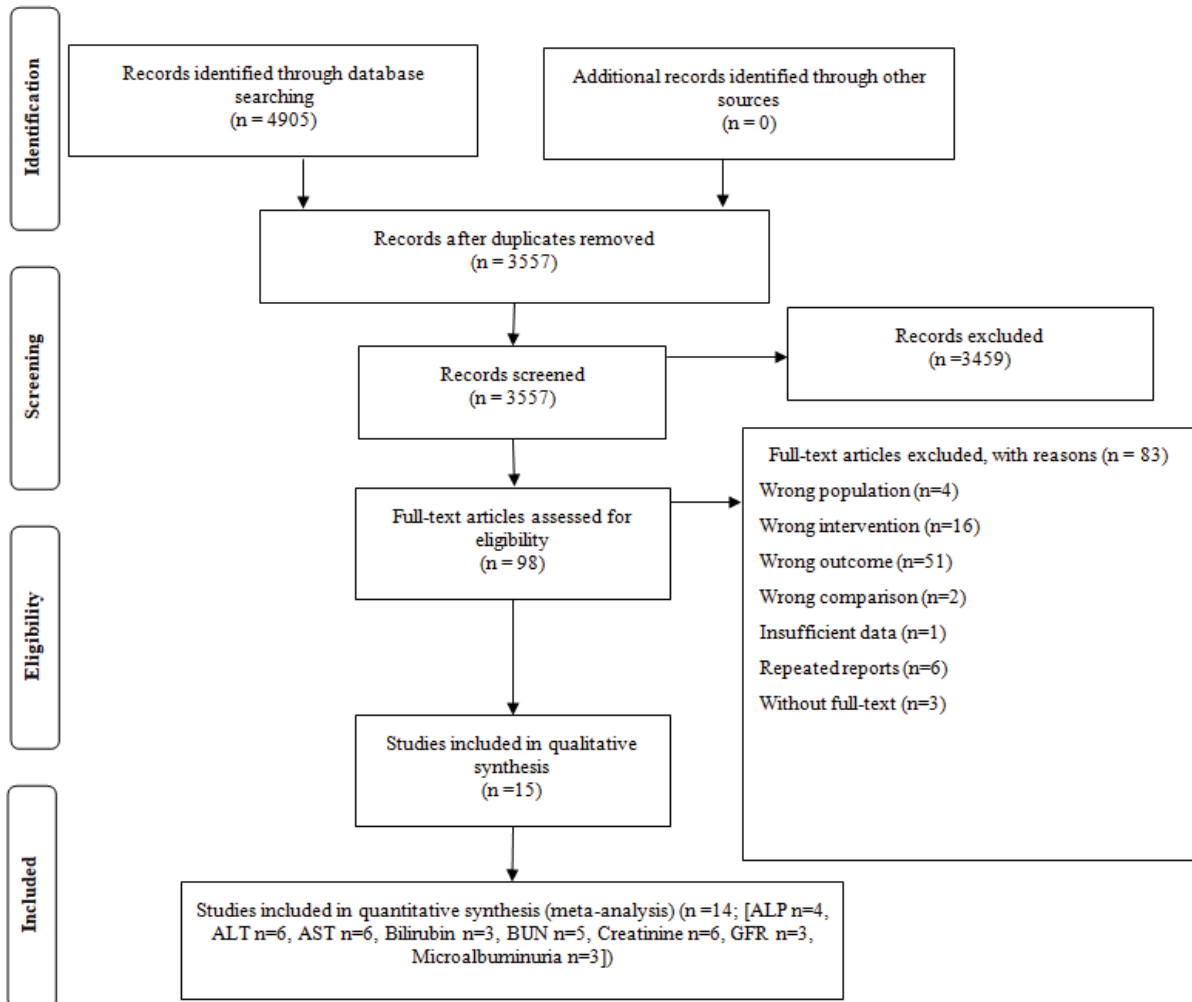 Identification
Records identified through database
searching
(n = 4905)
Additional records identified through other
sources
(n = 0)
Records after duplicates removed
(n = 3557)
Screening
Records screened
(n = 3557)
Records excluded
(n =3459)
Eligibility
Full-text articles assessed for
eligibility
(n = 98)
Full-text articles excluded, with reasons (n = 83)
Wrong population (n=4)
Wrong intervention (n=16)
Wrong outcome (n=51)
Wrong comparison (n=2)
Insufficient data (n=1)
Repeated reports (n=6)
Without full-text (n=3)
Studies included in qualitative
synthesis
(n =15)
Included
Studies included in quantitative synthesis (meta-analysis) (n =14; [ALP n=4,
ALT n=6, AST n=6, Bilirubin n=3, BUN n=5, Creatinine n=6, GFR n=3,
Microalbuminuria n=3])